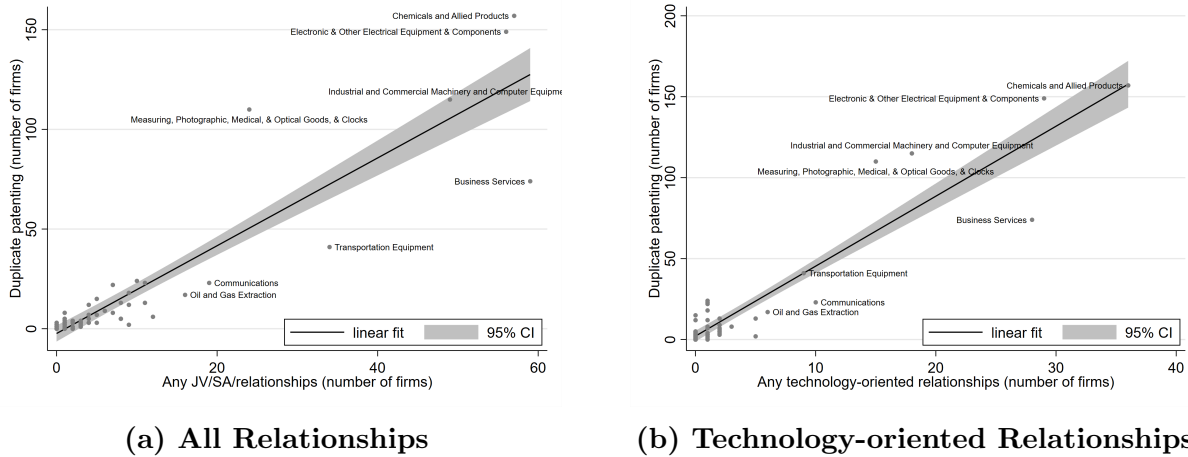 Duplicate patenting (number of firms)
150
100
50
0
Chemicals and Allied Products
Electronic & Other Electrical Equipment & Components
Industrial and Commercial Machinery and Computer Equipme
Measuring, Photographic, Medical, & Optical Goods, & Clocks
Business Services
Transportation Equipment
Communications
Oil and Gas Extraction
linear fit
95% CI
0
20
40
60
Any JV/SA/relationships (number of firms)
(a) All Relationships
Duplicate patenting (number of firms)
200
150
100
50
0
Chemicals and Allied Products
Electronic & Other Electrical Equipment & Components
Industrial and Commercial Machinery and Computer Equipment
Measuring, Photographic, Medical, & Optical Goods, & Clocks
Business Services
Transportation Equipment
Communications
Oil and Gas Extraction
linear fit
95% CI
0
10
20
30
40
Any technology-oriented relationships (number of firms)
(b) Technology-oriented Relationships